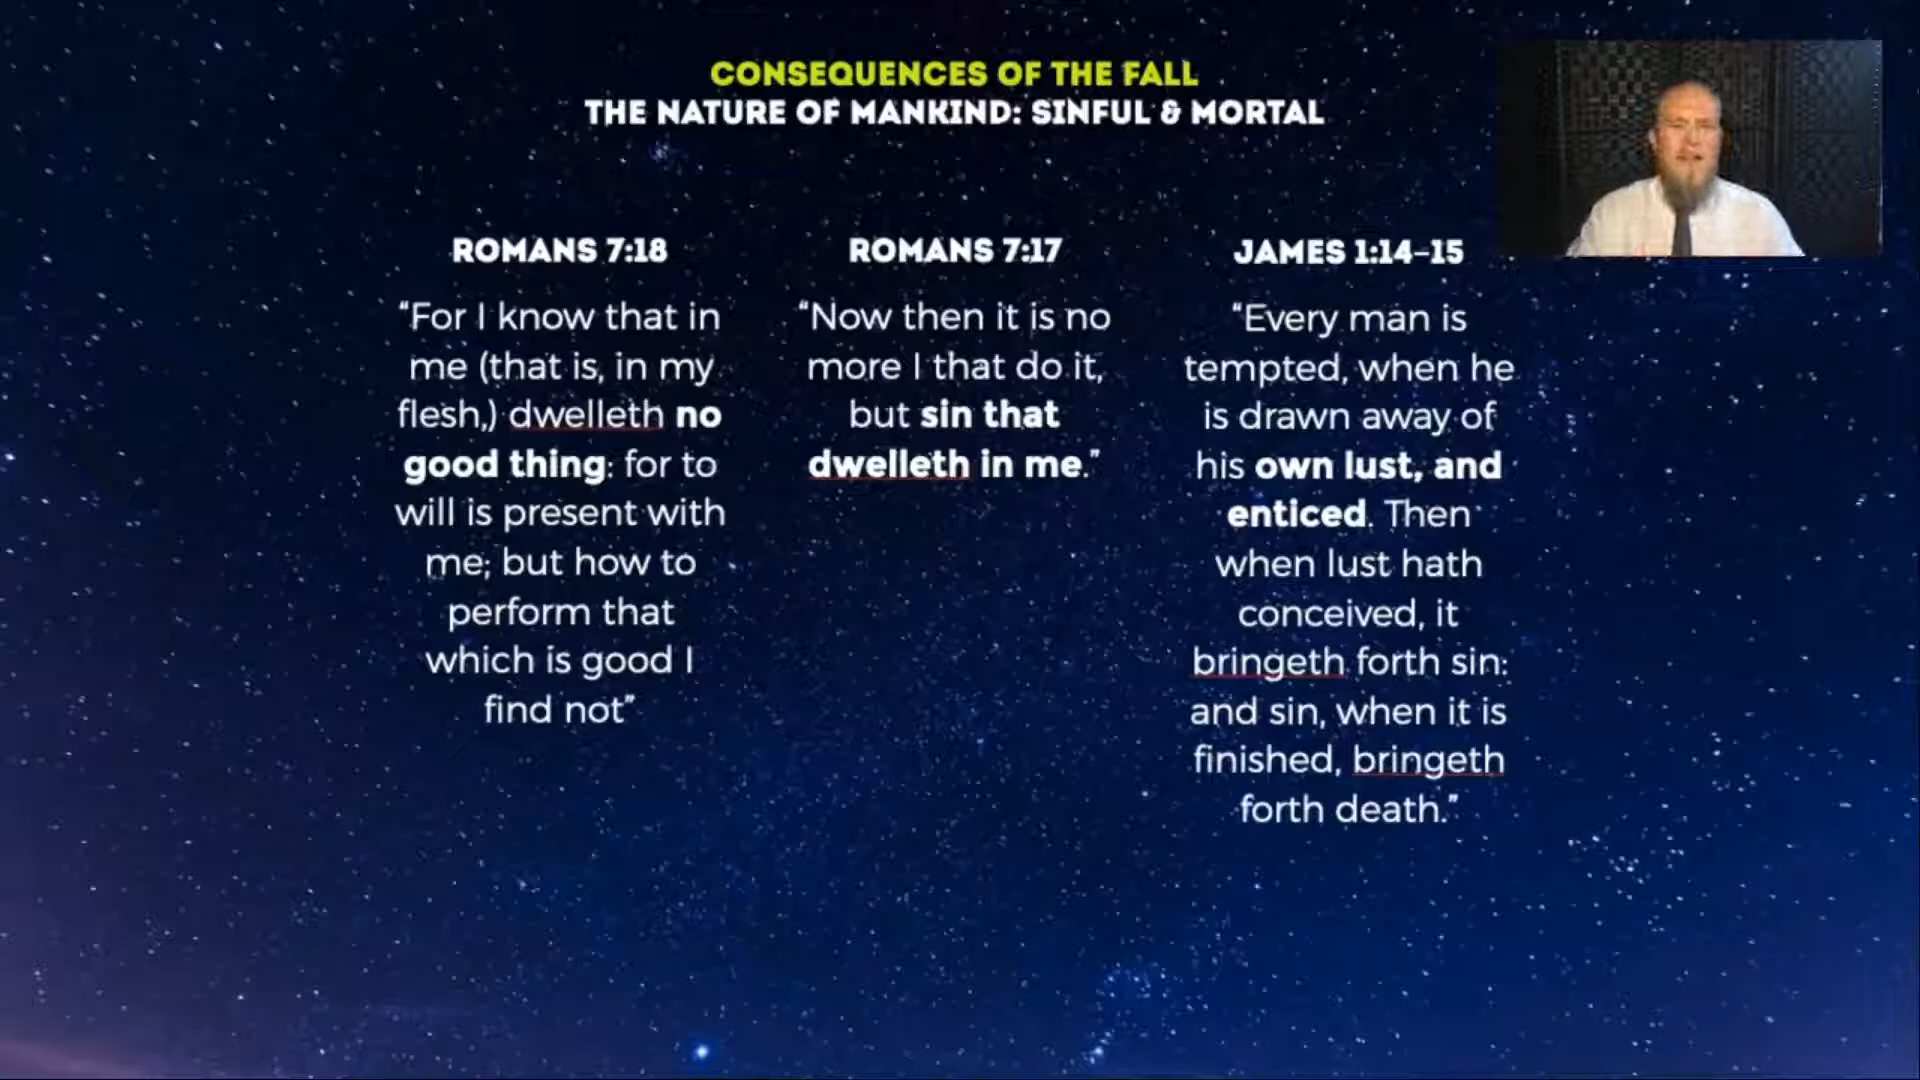 CONSEQUENCES OF THE FALL
THE NATURE OF MANKIND: SINFUL & MORTAL
ROMANS 7:18
“For I know that in
me (that is, in my
flesh,) dwelleth no
good thing: for to
will is present with
me; but how to
perform that
which is good I
find not”
ROMANS 7:17
“Now then it is no
more I that do it,
but sin that
dwelleth in me.”
JAMES 1:14–15
“Every man is
tempted, when he
is drawn away of
his own lust, and
enticed. Then
when lust hath
conceived, it
bringeth forth sin:
and sin, when it is
finished, bringeth
forth death.”